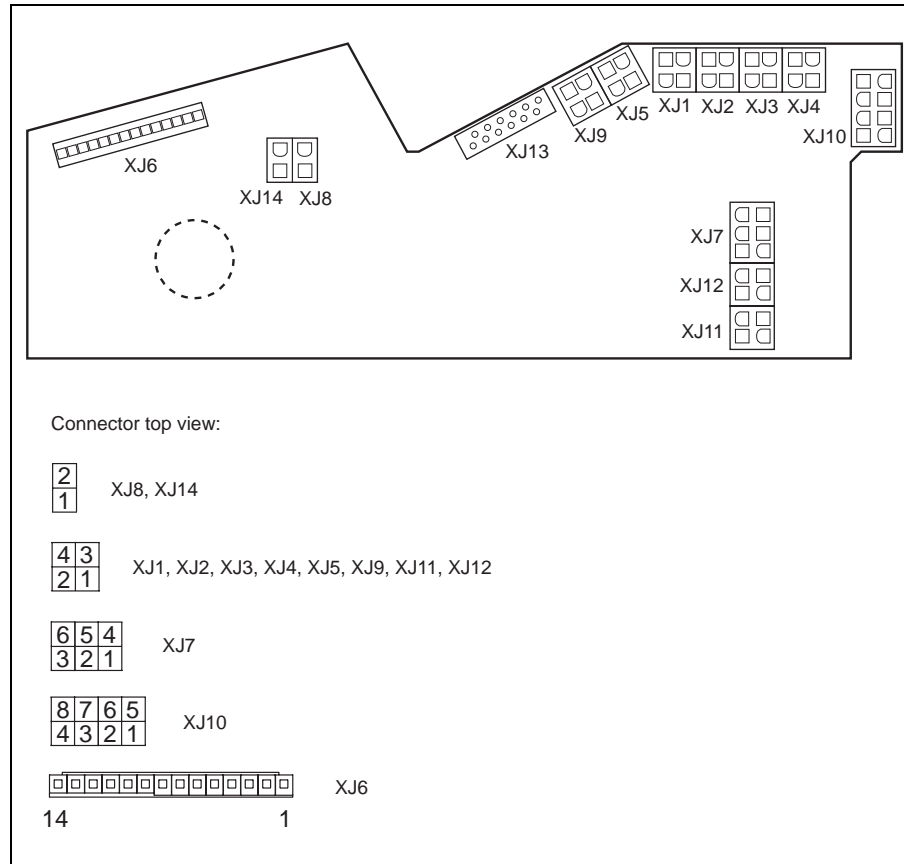 XJ1 XJ2 XJ3 XJ4
XJ5
XJ9
XJ10
XJ13
XJ6
XJ14 XJ8
XJ7
XJ12
XJ11
Connector top view:
2
1
XJ8, XJ14
4 3
2 1
XJ1, XJ2, XJ3, XJ4, XJ5, XJ9, XJ11, XJ12
6 5 4
3 2 1
XJ7
8 7 6 5
4 3 2 1
XJ10
XJ6
14 1